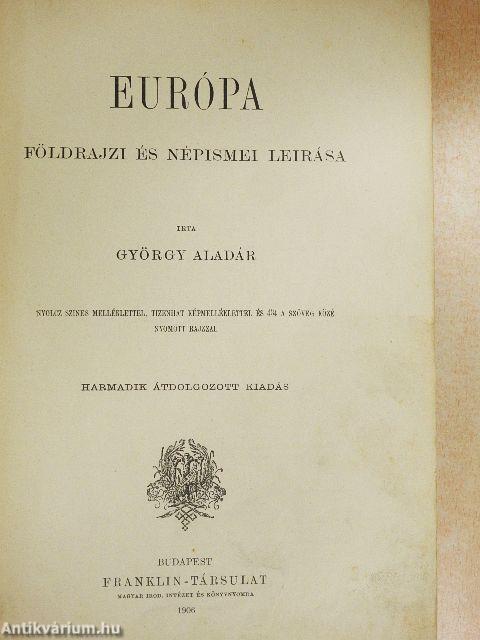 EURÓPA
FÖLDRAJZI ÉS NÉPISMEI LEIRÁSA
IRTA
GYÖRGY ALADÁR
NYOLCZ SZINES MELLÉKLETTEL, TIZENHAT KÉPMELLÉKLETTEL ÉS 434 A SZÖVEG KÖZÉ
NYOMOTT RAJZZAL
HARMADIK ÁTDOLGOZOTT KIADÁS
BUDAPEST
FRANKLIN-TÁRSULAT
MAGYAR IROD. INTÉZET ÉS KÖNYVNYOMDA
1906
Antikvárium.hu